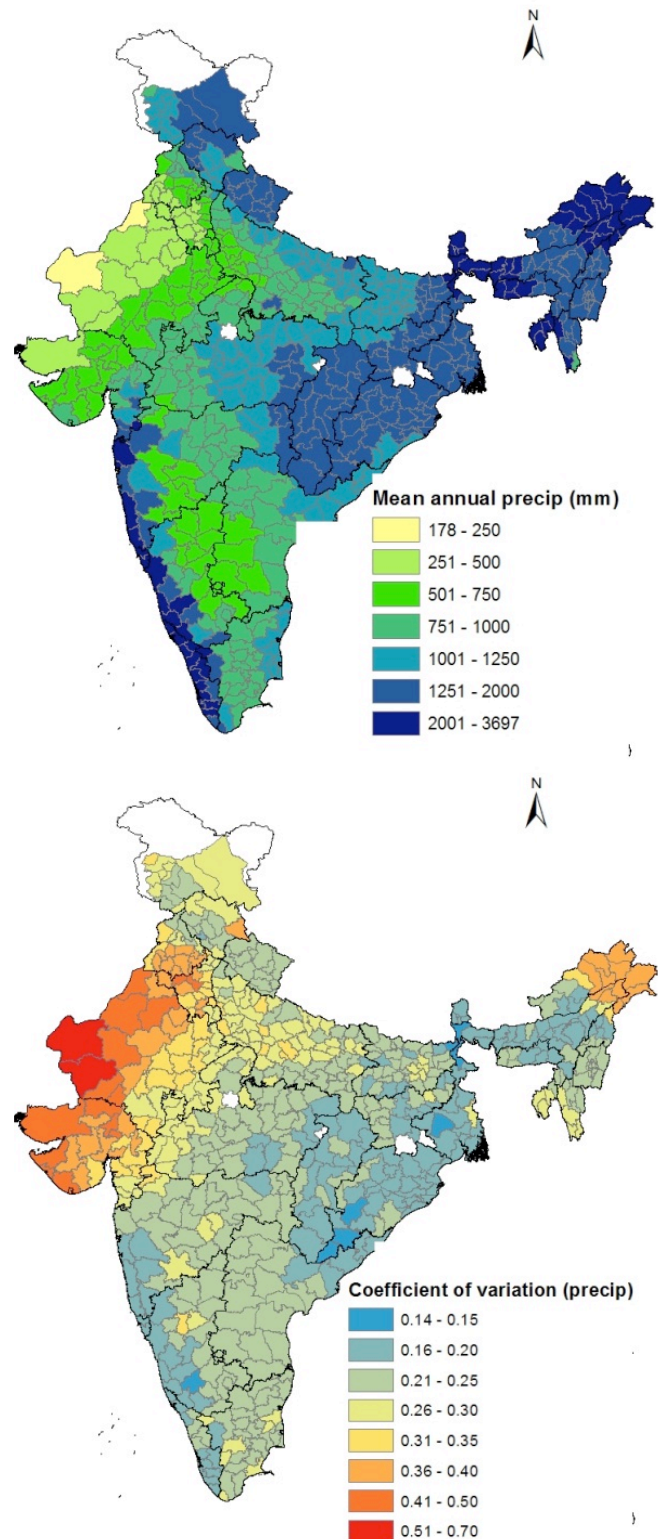 N
Mean annual precip (mm)
178 - 250
251 - 500
501 - 750
751 - 1000
1001 - 1250
1251 - 2000
2001 - 3697
N
Coefficient of variation (precip)
0.14 - 0.15
0.16 - 0.20
0.21 - 0.25
0.26 - 0.30
0.31 - 0.35
0.36 - 0.40
0.41 - 0.50
0.51 - 0.70